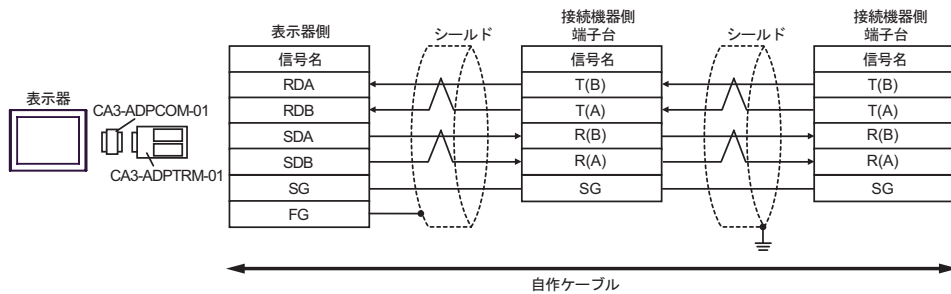 表示器
CA3-ADPCOM-01
CA3-ADPTRM-01
表示器側
信号名
RDA
RDB
SDA
SDB
SG
FG
シールド
接続機器側
端子台
信号名
T(B)
T(A)
R(B)
R(A)
SG
シールド
接続機器側
端子台
信号名
T(B)
T(A)
R(B)
R(A)
SG
自作ケーブル